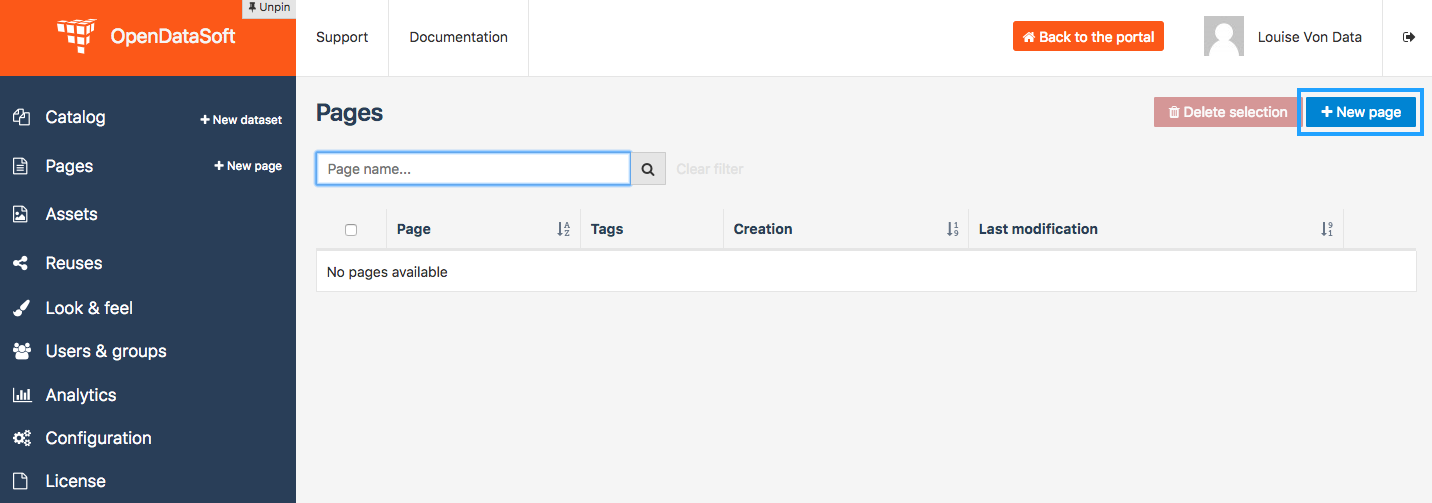 Unpin
OpenDataSoft
Support
Documentation
Back to the portal
Louise Von Data
Catalog
+ New dataset
Pages
+ New page
Assets
Reuses
Look & feel
Users & groups
Analytics
Configuration
License
Pages
Delete selection
+ New page
Page name...
Clear filter
Page
Tags
Creation
Last modification
No pages available